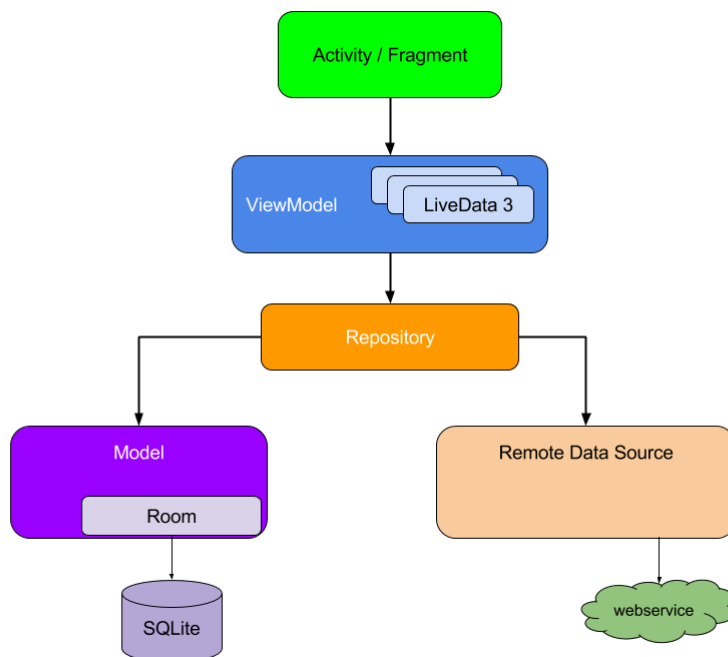 Activity / Fragment
ViewModel
LiveData 3
Repository
Model
Remote Data Source
Room
SQLite
webservice